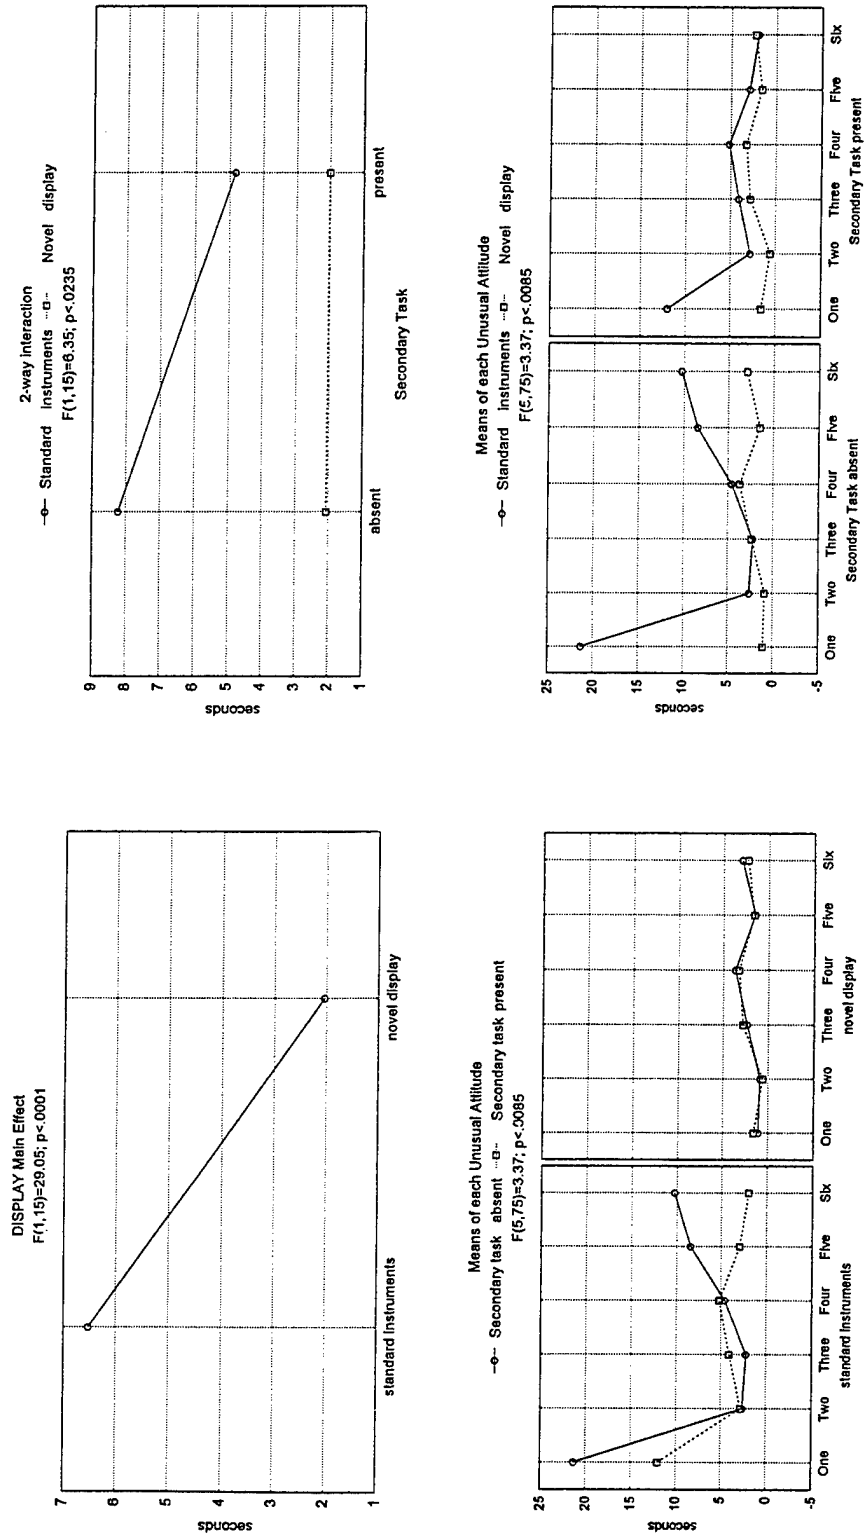 DISPLAY Main Effect
F(1,15)=29.05; p<.0001
7
6
5
4
3
2
1
seconds
standard Instruments
novel display
2-way interaction
Standard Instruments Novel display
F(1,15)=6.35; p<.0235
9
8
7
6
5
4
3
2
1
seconds
absent
present
Secondary Task
Means of each Unusual Attitude
Secondary task absent Secondary task present
F(5,75)=3.37; p<.0085
25
20
15
10
5
0
-5
seconds
One Two Three Four Five Six
standard Instruments
One Two Three Four Five Six
novel display
Means of each Unusual Attitude
Standard Instruments Novel display
F(5,75)=3.37; p<.0085
25
20
15
10
5
0
-5
seconds
One Two Three Four Five Six
Secondary Task absent
One Two Three Four Five Six
Secondary Task present